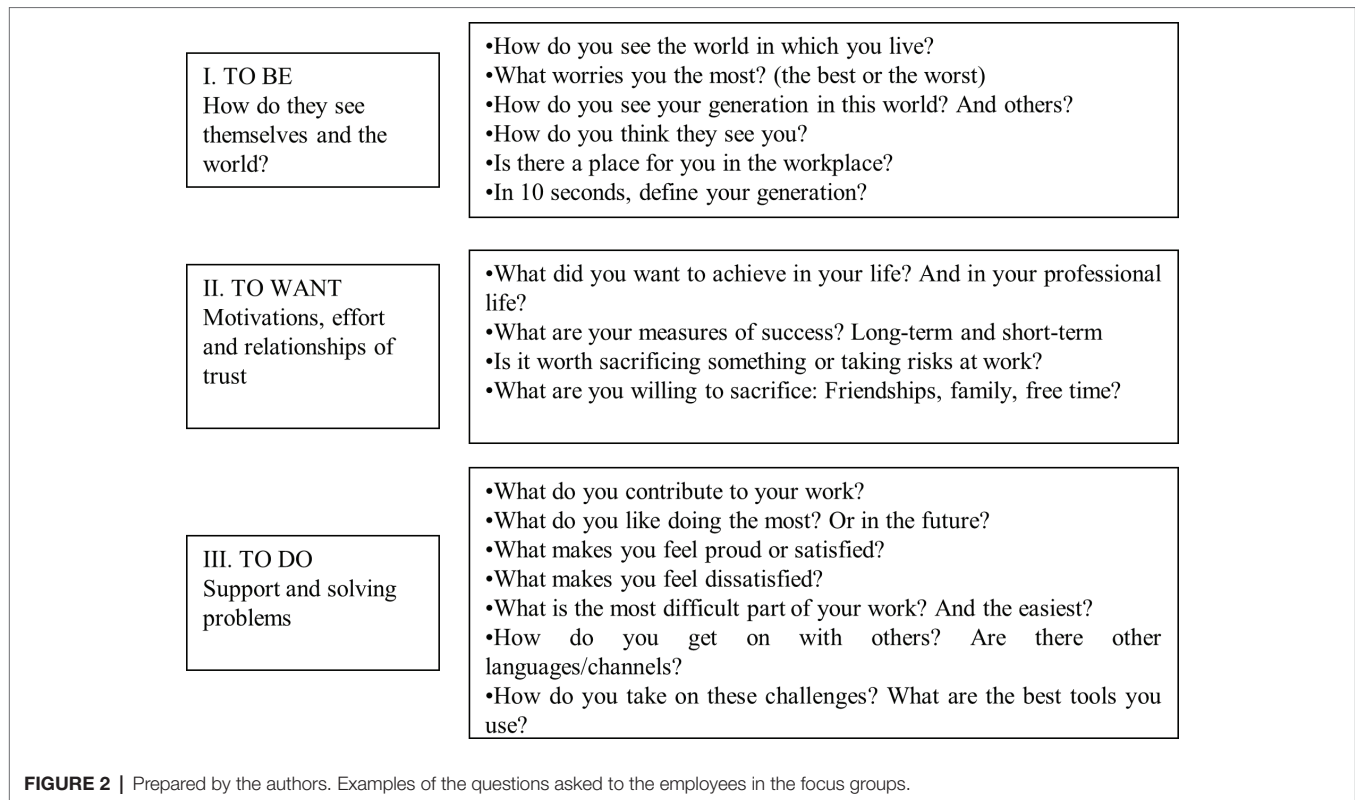 I. TO BE
How do they see
themselves and the
world?
•How do you see the world in which you live?
•What worries you the most? (the best or the worst)
•How do you see your generation in this world? And others?
•How do you think they see you?
•Is there a place for you in the workplace?
•In 10 seconds, define your generation?
II. TO WANT
Motivations, effort
and relationships of
trust
•What did you want to achieve in your life? And in your professional
life?
•What are your measures of success? Long-term and short-term
•Is it worth sacrificing something or taking risks at work?
•What are you willing to sacrifice: Friendships, family, free time?
III. TO DO
Support and solving
problems
•What do you contribute to your work?
•What do you like doing the most? Or in the future?
•What makes you feel proud or satisfied?
•What makes you feel dissatisfied?
•What is the most difficult part of your work? And the easiest?
•How do you get on with others? Are there other
languages/channels?
•How do you take on these challenges? What are the best tools you
use?
FIGURE 2 | Prepared by the authors. Examples of the questions asked to the employees in the focus groups.